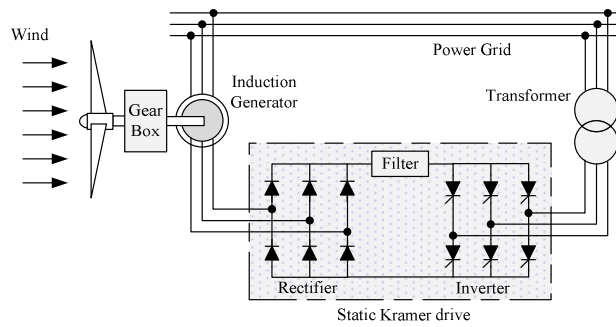 Wind
Power Grid
Induction
Generator
Gear
Box
Transformer
Filter
Rectifier
Inverter
Static Kramer drive